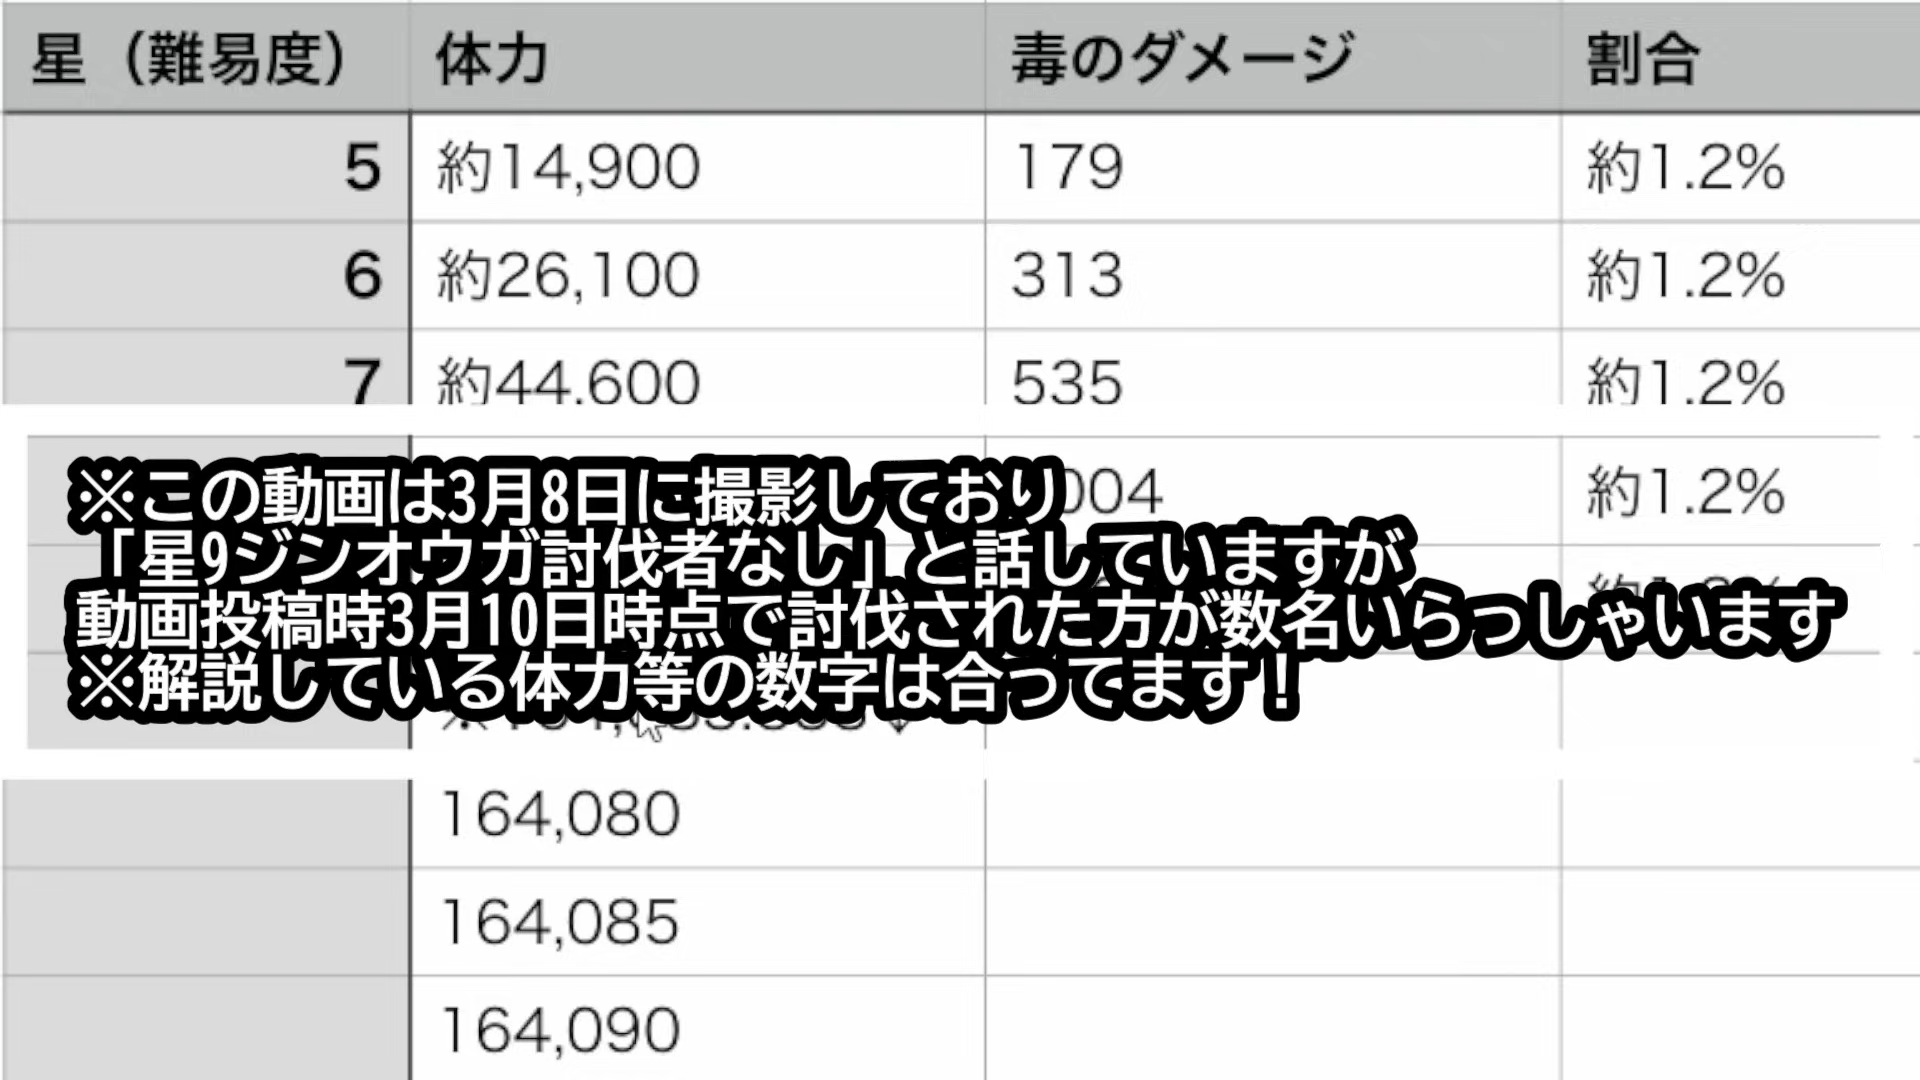 星（難易度） 体力 毒のダメージ 割合
5 約14,900 179 約1.2%
6 約26,100 313 約1.2%
7 約44,600 535 約1.2%
004 約1.2%
※この動画は3月8日に撮影しており
「星9ジンオウガ討伐者なし」と話していますが
動画投稿時3月10日時点で討伐された方が数名いらっしゃいます
※解説している体力等の数字は合ってます！
164,080
164,085
164,090